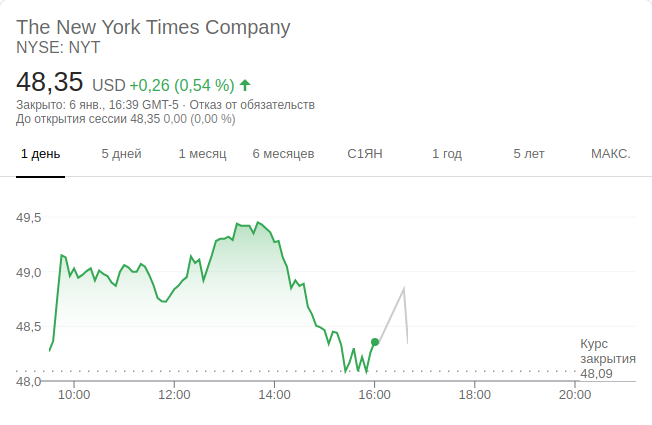 The New York Times Company
NYSE: NYT
48,35 USD +0,26 (0,54 %)
Закрыто: 6 янв., 16:39 GMT-5 · Отказ от обязательств
До открытия сессии 48,35 0,00 (0,00 %)
1 день 5 дней 1 месяц 6 месяцев С1ЯН 1 год 5 лет МАКС.
49,5
49,0
48,5
Курс
закрытия
48,09
48,0
10:00 12:00 14:00 16:00 18:00 20:00